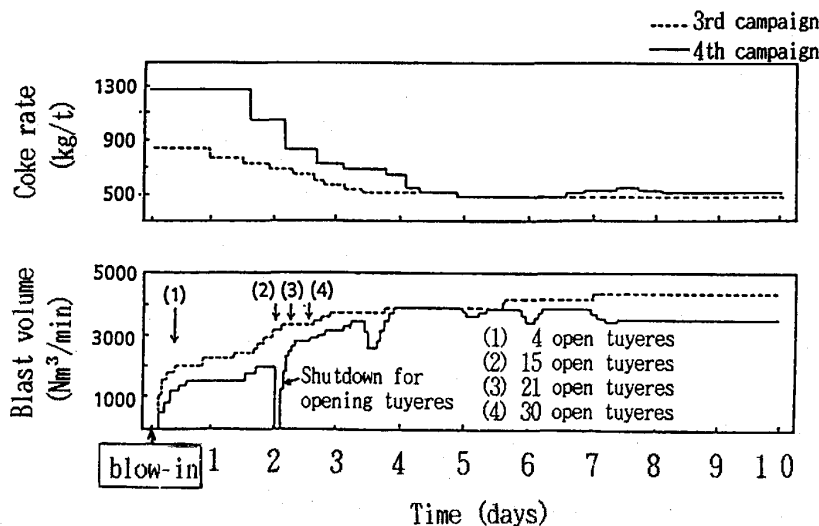 3rd campaign
4th campaign
Coke rate
(kg/t)
1300
900
500
Blast volume
(Nm³/min)
5000
3000
1000
(1)
(2) (3) (4)
Shutdown for
opening tuyeres
(1) 4 open tuyeres
(2) 15 open tuyeres
(3) 21 open tuyeres
(4) 30 open tuyeres
blow-in 1 2 3 4 5 6 7 8 9 10
Time (days)